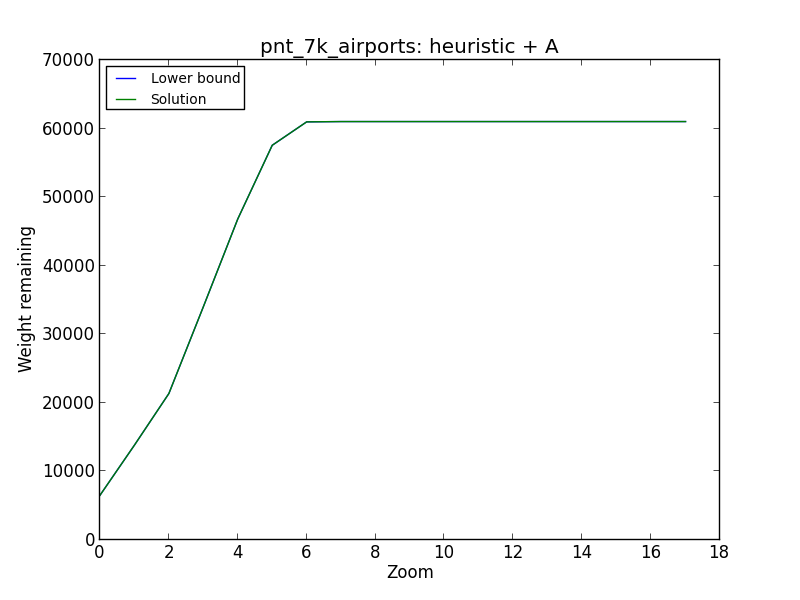 pnt_7k_airports: heuristic + A
70000
60000
50000
40000
30000
20000
10000
0
Weight remaining
Lower bound
Solution
0 2 4 6 8 10 12 14 16 18
Zoom